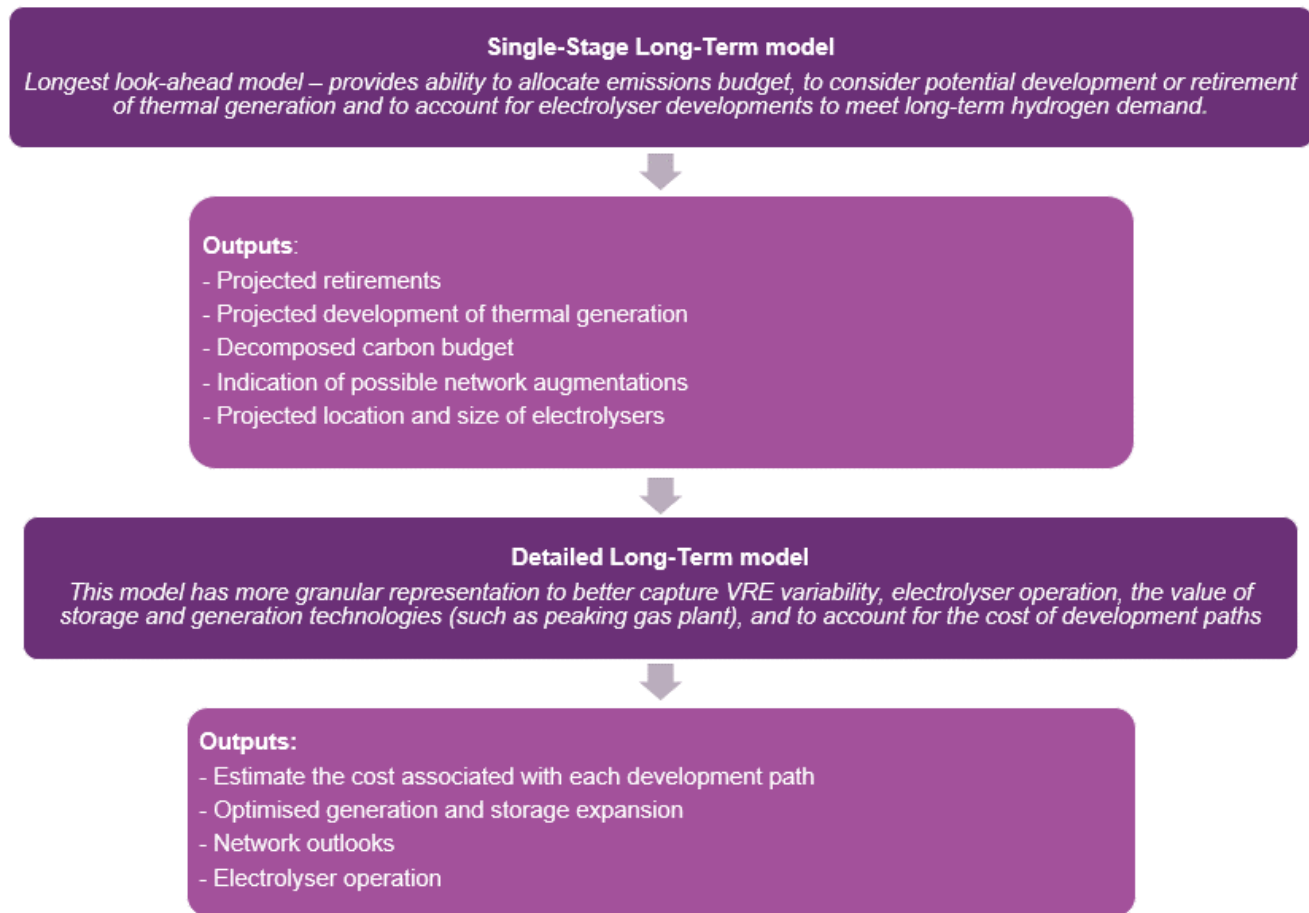 Single-Stage Long-Term model
Longest look-ahead model – provides ability to allocate emissions budget, to consider potential development or retirement
of thermal generation and to account for electrolyser developments to meet long-term hydrogen demand.
Outputs:
- Projected retirements
- Projected development of thermal generation
- Decomposed carbon budget
- Indication of possible network augmentations
- Projected location and size of electrolysers
Detailed Long-Term model
This model has more granular representation to better capture VRE variability, electrolyser operation, the value of
storage and generation technologies (such as peaking gas plant), and to account for the cost of development paths
Outputs:
- Estimate the cost associated with each development path
- Optimised generation and storage expansion
- Network outlooks
- Electrolyser operation